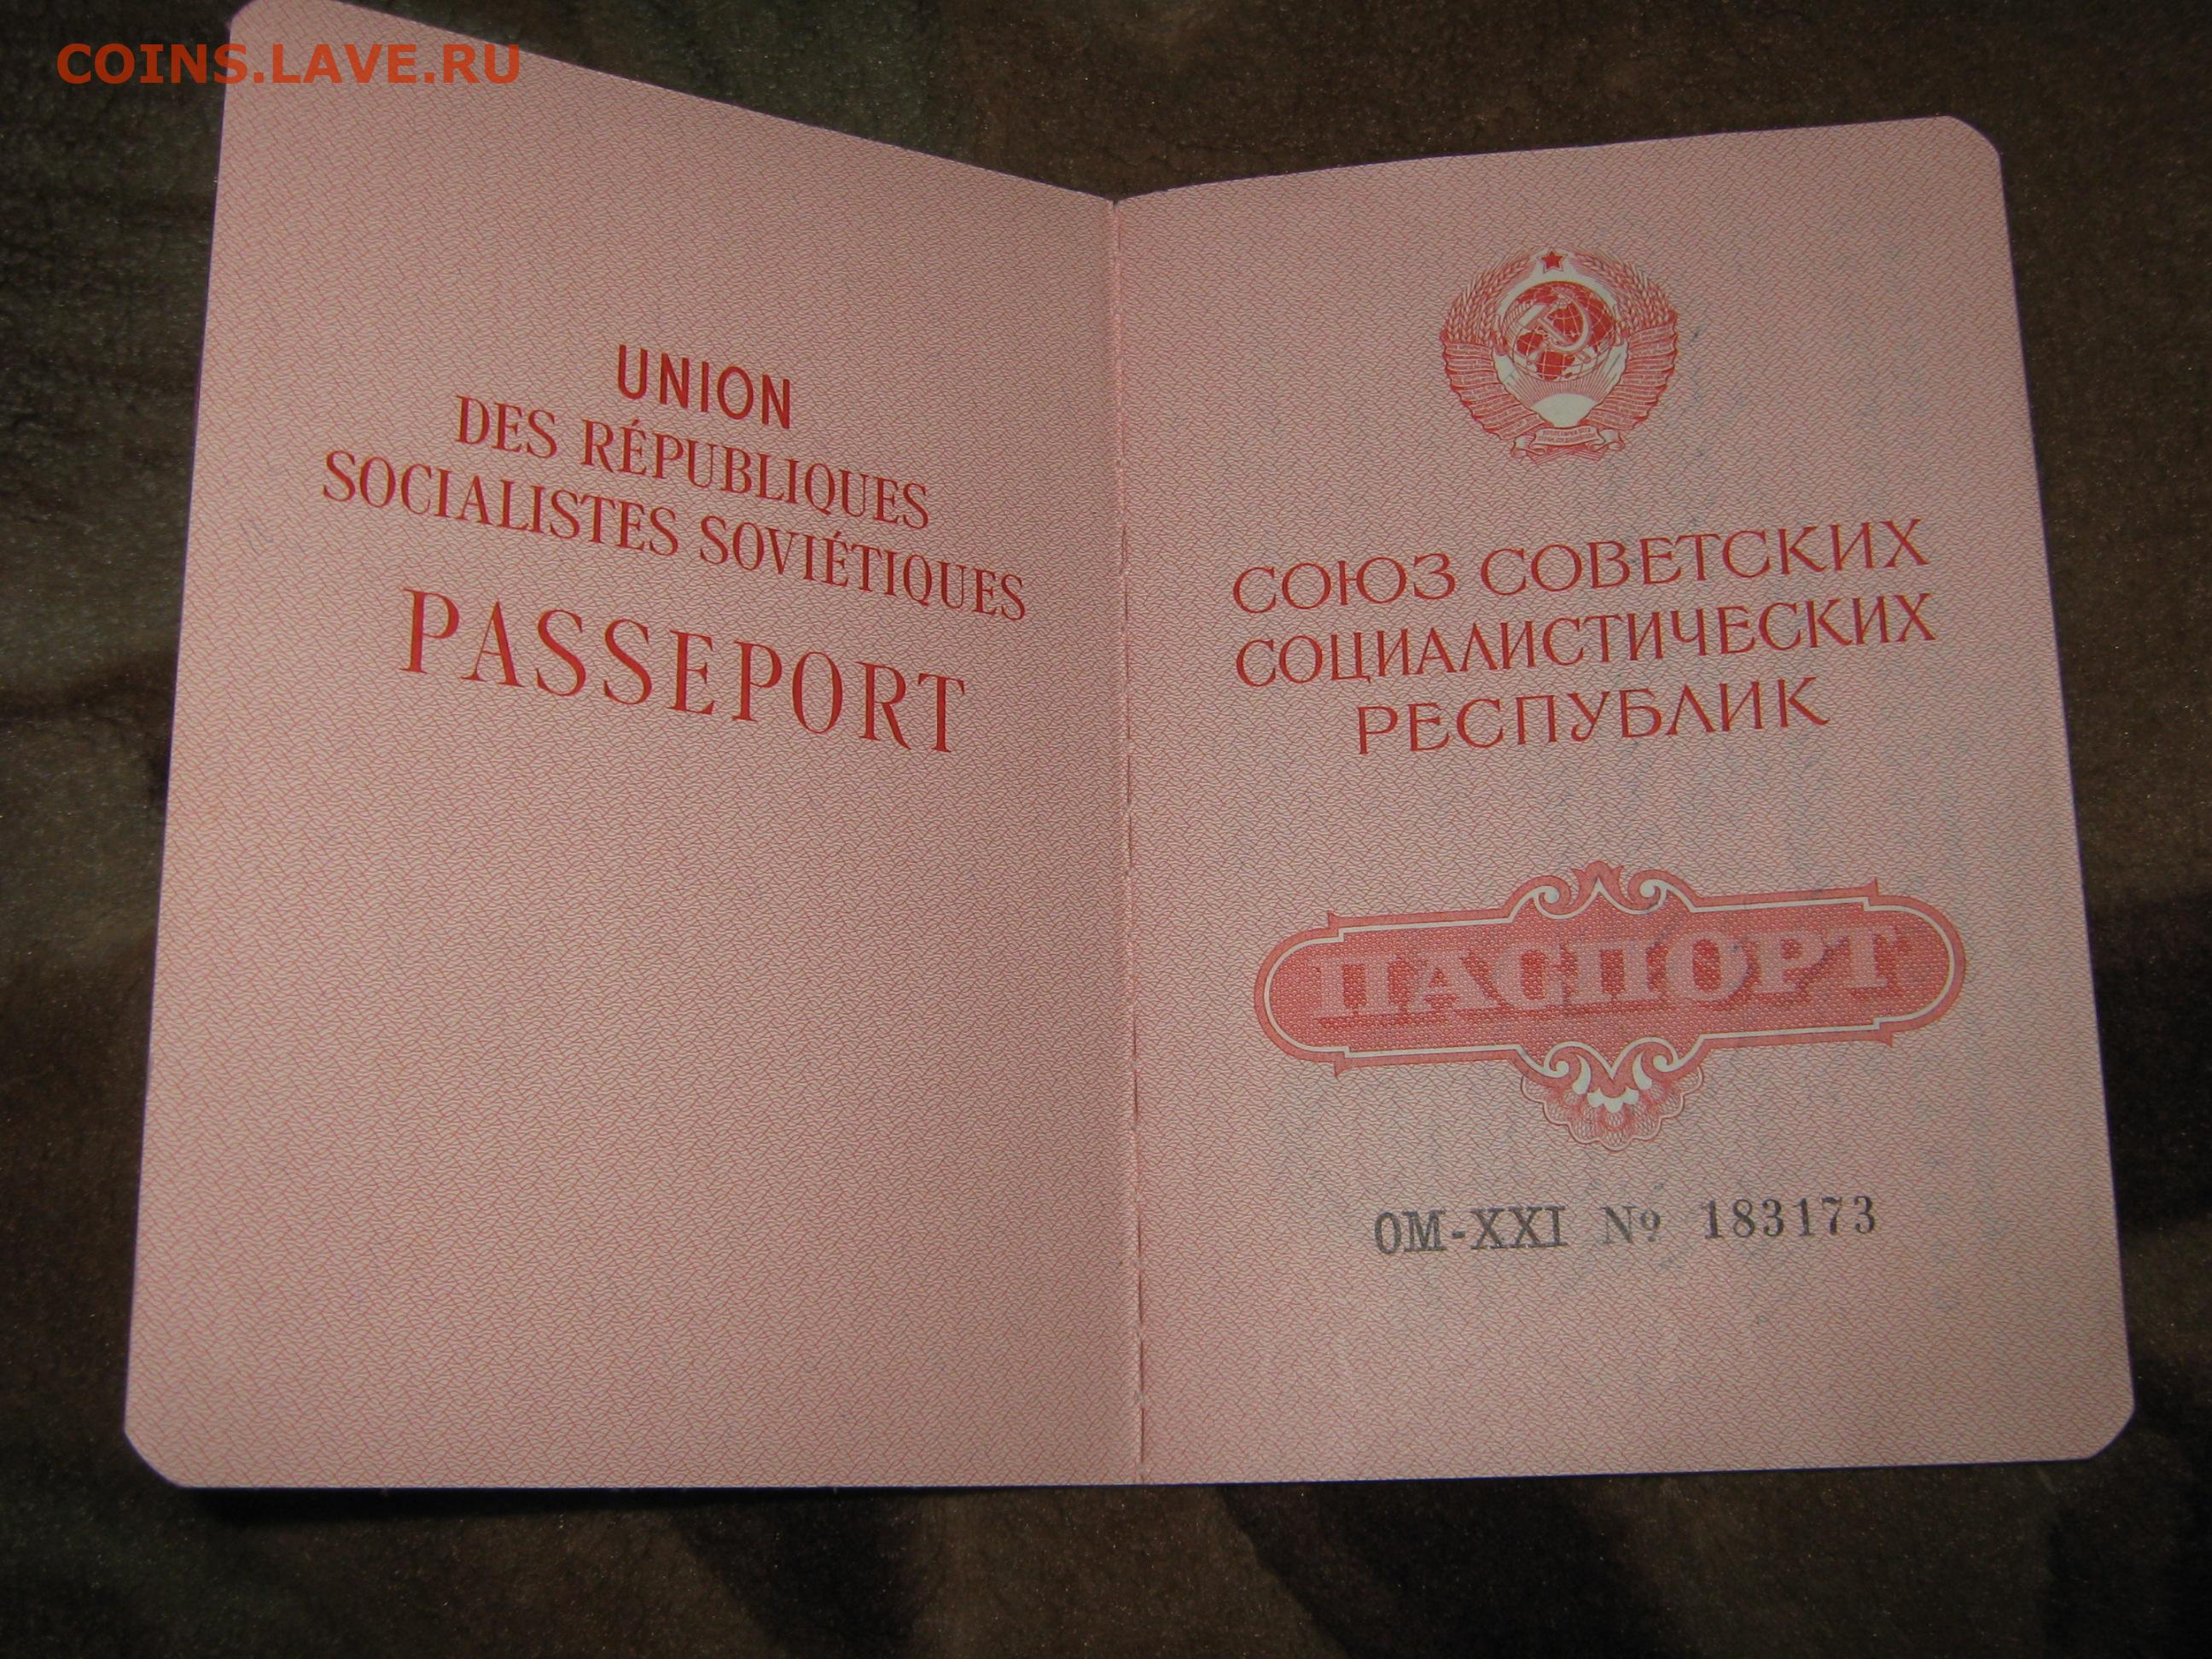 COINS.LAVE.RU
UNION
DES RÉPUBLIQUES
SOCIALISTES SOVIÉTIQUES
PASSEPORT
СОЮЗ СОВЕТСКИХ
СОЦИАЛИСТИЧЕСКИХ
РЕСПУБЛИК
ПАСПОРТ
ОМ-XXI № 183173